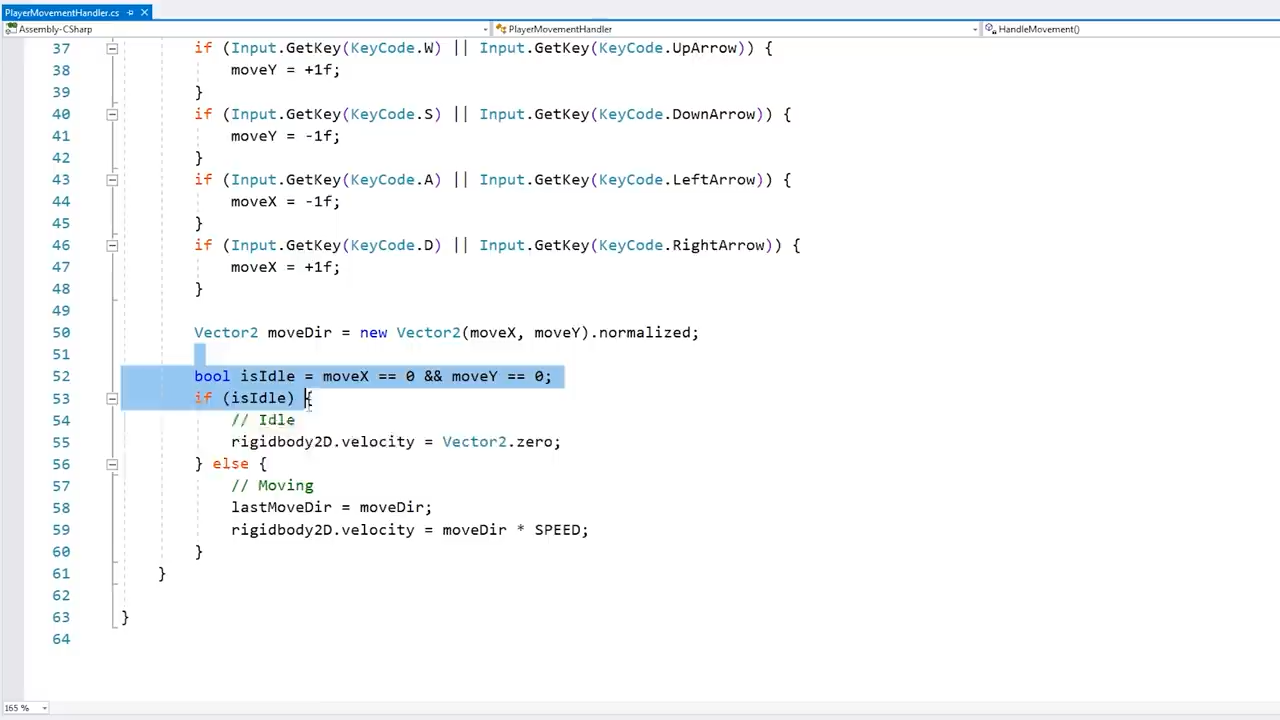 PlayerMovementHandler.cs
Assembly-CSharp PlayerMovementHandler HandleMovement()
37 if (Input.GetKey(KeyCode.W) || Input.GetKey(KeyCode.UpArrow)) {
38 moveY = +1f;
39 }
40 if (Input.GetKey(KeyCode.S) || Input.GetKey(KeyCode.DownArrow)) {
41 moveY = -1f;
42 }
43 if (Input.GetKey(KeyCode.A) || Input.GetKey(KeyCode.LeftArrow)) {
44 moveX = -1f;
45 }
46 if (Input.GetKey(KeyCode.D) || Input.GetKey(KeyCode.RightArrow)) {
47 moveX = +1f;
48 }
49
50 Vector2 moveDir = new Vector2(moveX, moveY).normalized;
51
52 bool isIdle = moveX == 0 && moveY == 0;
53 if (isIdle) {
54 // Idle
55 rigidbody2D.velocity = Vector2.zero;
56 } else {
57 // Moving
58 lastMoveDir = moveDir;
59 rigidbody2D.velocity = moveDir * SPEED;
60 }
61 }
62
63 }
64
165 %